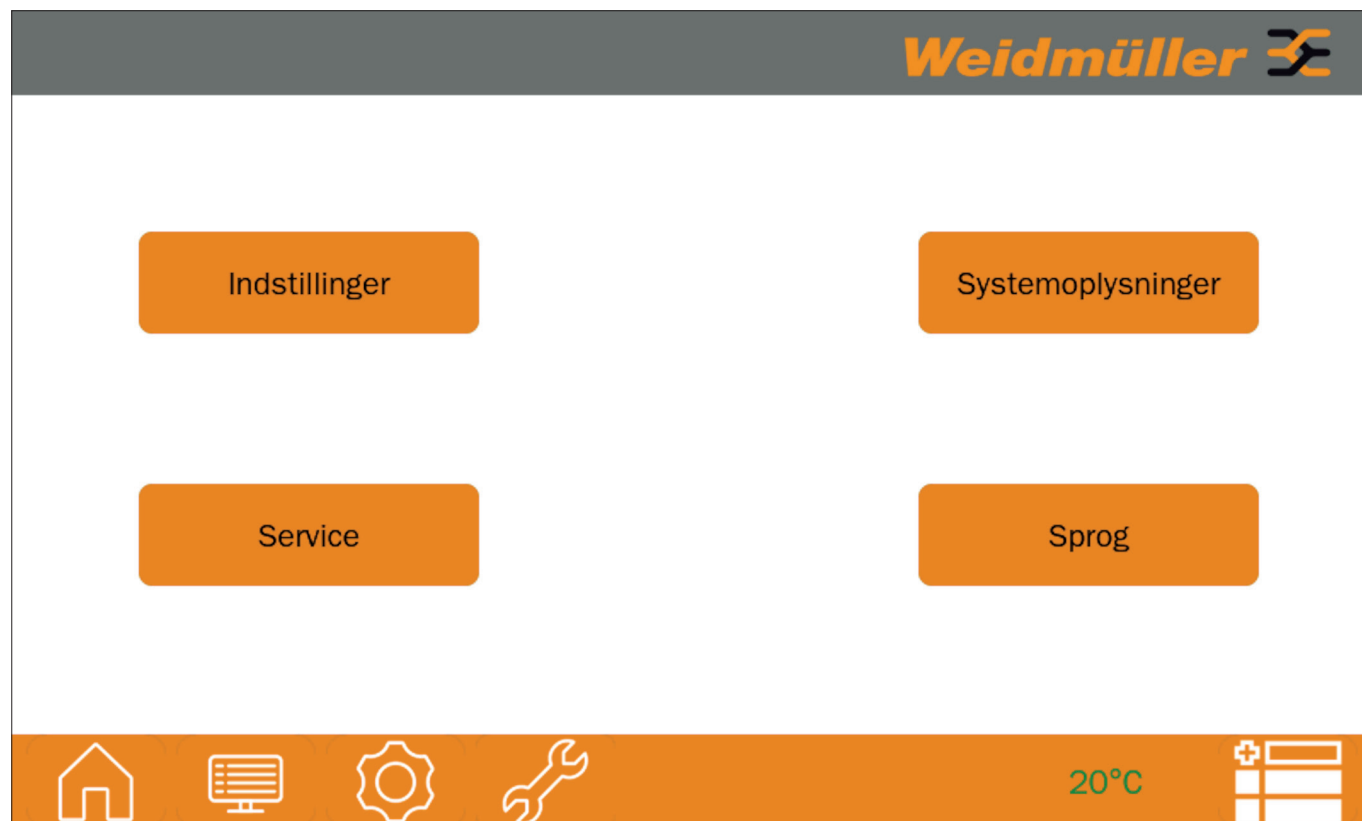 Weidmüller
Indstillinger
Systemoplysninger
Service
Sprog
20°C